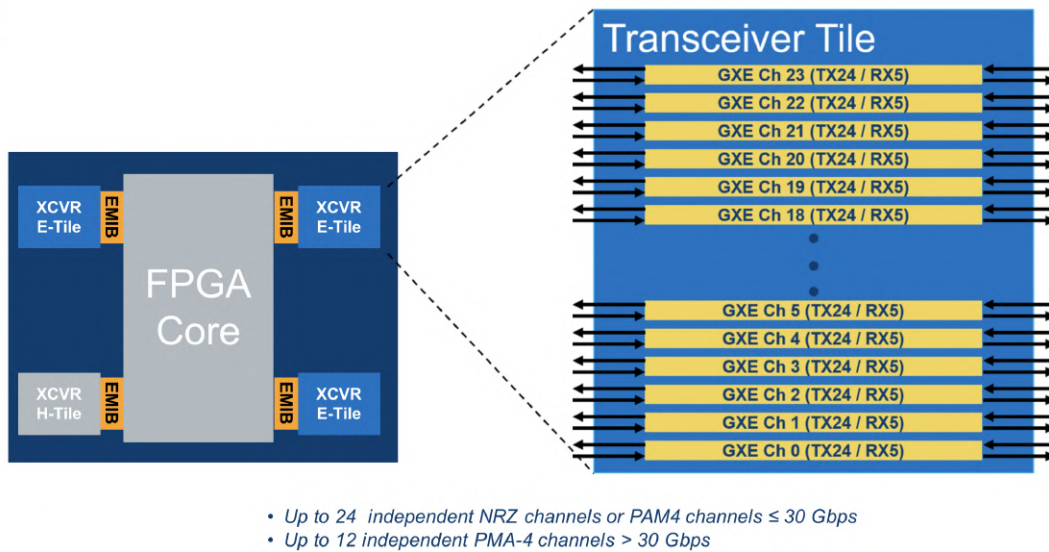 Transceiver Tile
GXE Ch 23 (TX24 / RX5)
GXE Ch 22 (TX24 / RX5)
GXE Ch 21 (TX24 / RX5)
GXE Ch 20 (TX24 / RX5)
GXE Ch 19 (TX24 / RX5)
GXE Ch 18 (TX24 / RX5)
GXE Ch 5 (TX24 / RX5)
GXE Ch 4 (TX24 / RX5)
GXE Ch 3 (TX24 / RX5)
GXE Ch 2 (TX24 / RX5)
GXE Ch 1 (TX24 / RX5)
GXE Ch 0 (TX24 / RX5)
XCVR
E-Tile
EMIB
EMIB
XCVR
E-Tile
FPGA
Core
XCVR
H-Tile
EMIB
EMIB
XCVR
E-Tile
• Up to 24 independent NRZ channels or PAM4 channels ≤ 30 Gbps
• Up to 12 independent PMA-4 channels > 30 Gbps